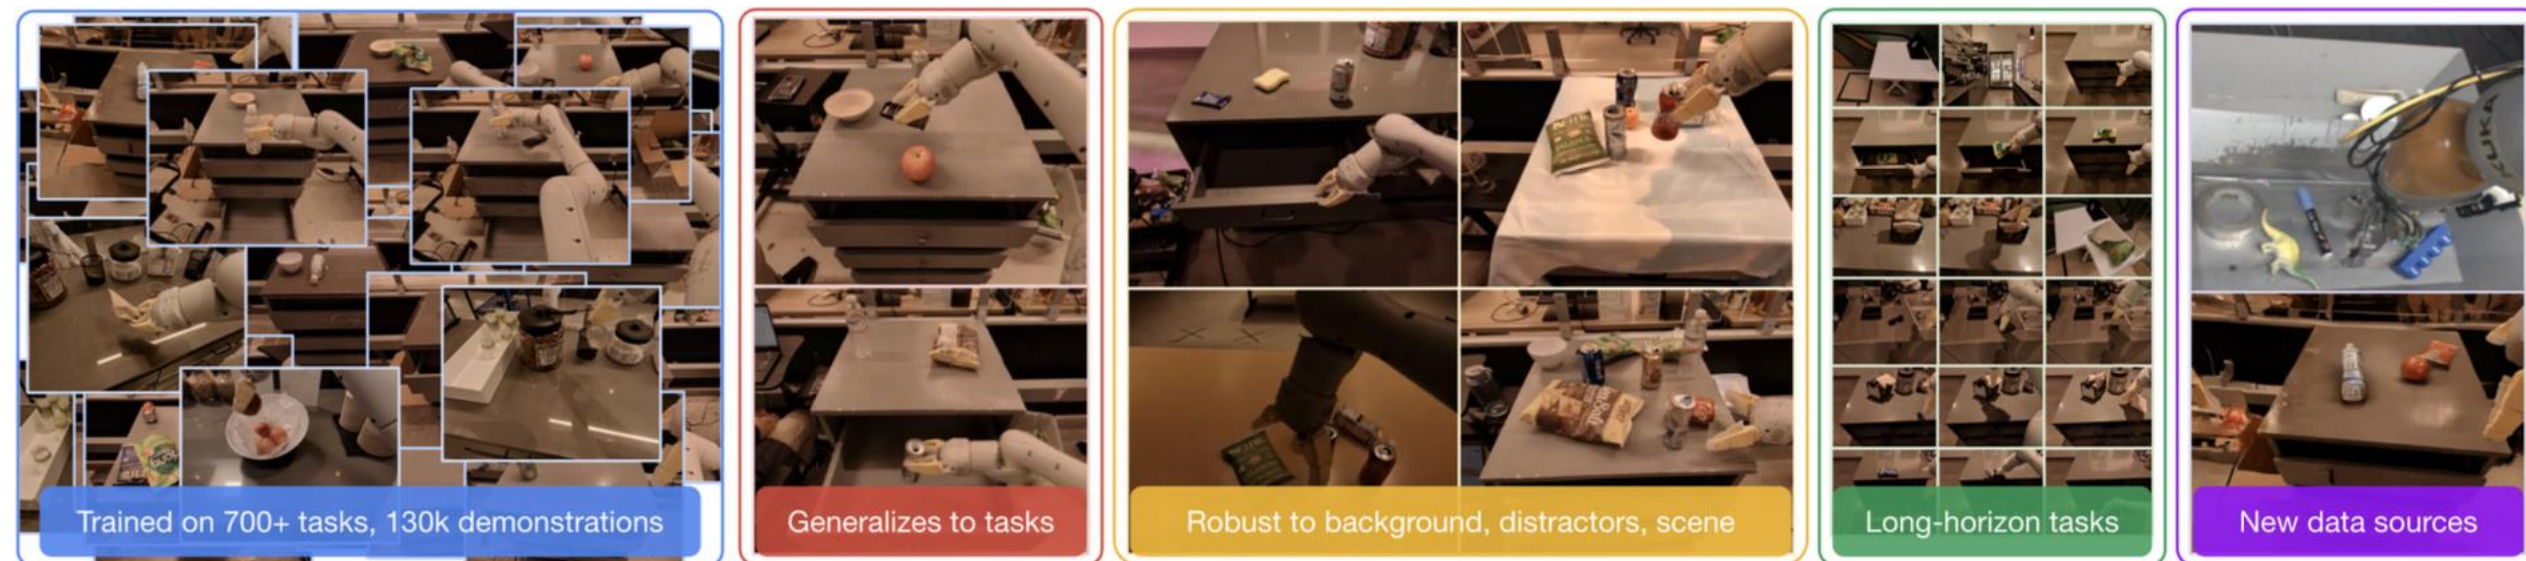 Trained on 700+ tasks, 130k demonstrations
Generalizes to tasks
Robust to background, distractors, scene
Long-horizon tasks
New data sources